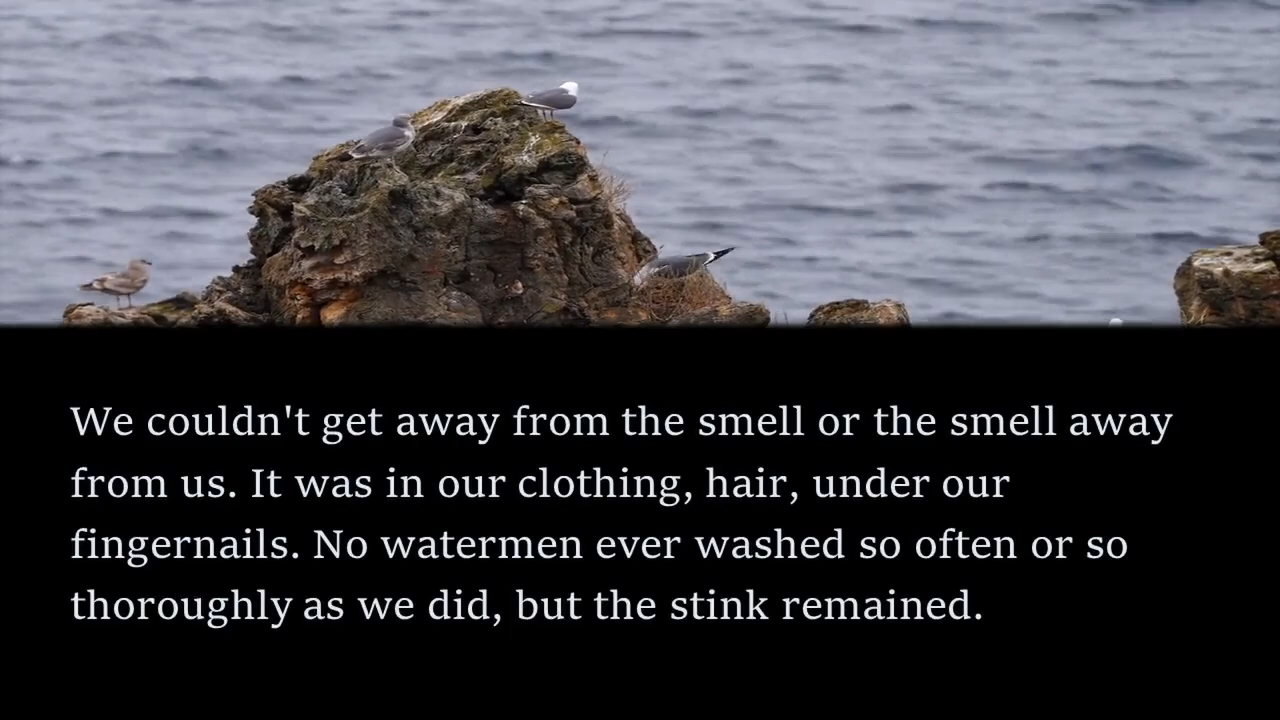 We couldn't get away from the smell or the smell away
from us. It was in our clothing, hair, under our
fingernails. No watermen ever washed so often or so
thoroughly as we did, but the stink remained.